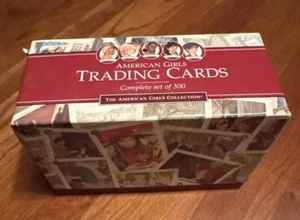 AMERICAN GIRLS
TRADING CARDS
COMPLETE SET OF 300
THE AMERICAN GIRLS COLLECTION®